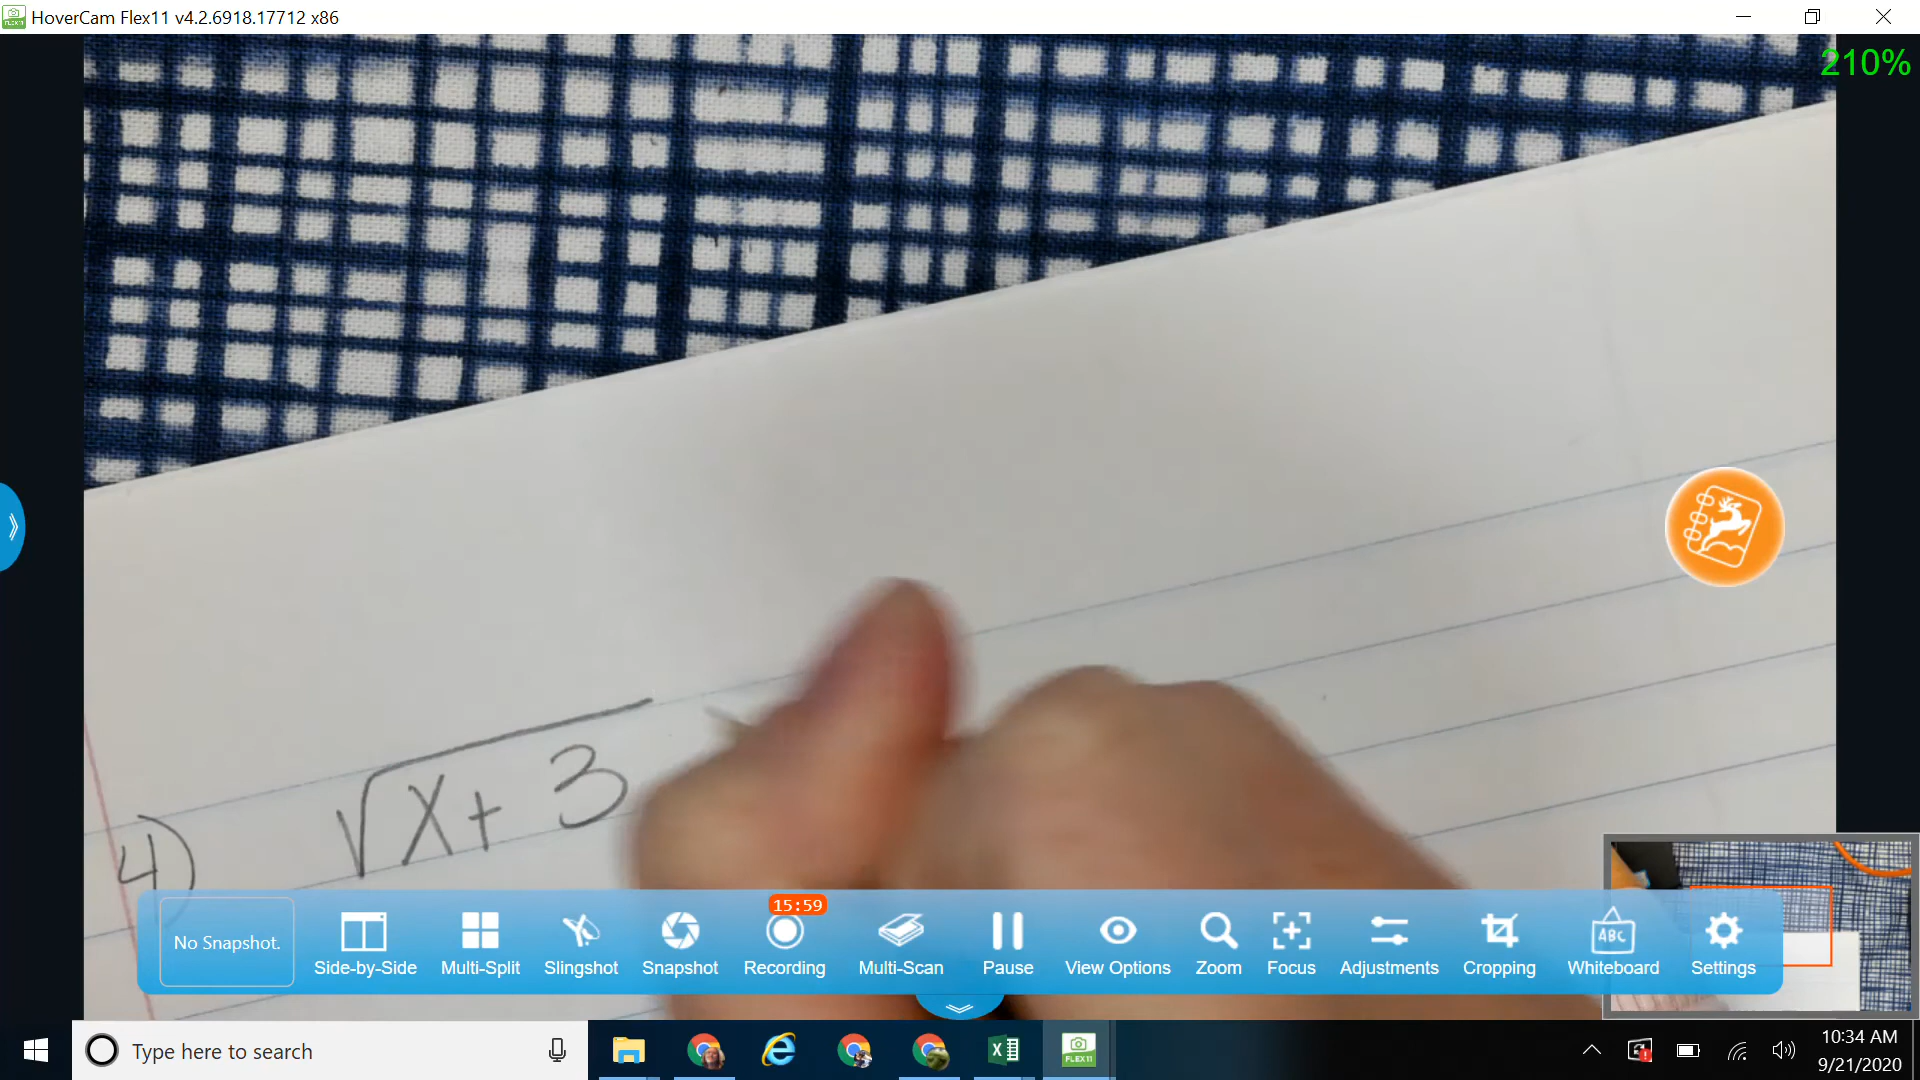 HoverCam Flex11 v4.2.6918.17712 x86
210%
4) √x+3
15:59
No Snapshot.
Side-by-Side
Multi-Split
Slingshot
Snapshot
Recording
Multi-Scan
Pause
View Options
Zoom
Focus
Adjustments
Cropping
ABC
Whiteboard
Settings
Type here to search
FLEX11
10:34 AM
9/21/2020